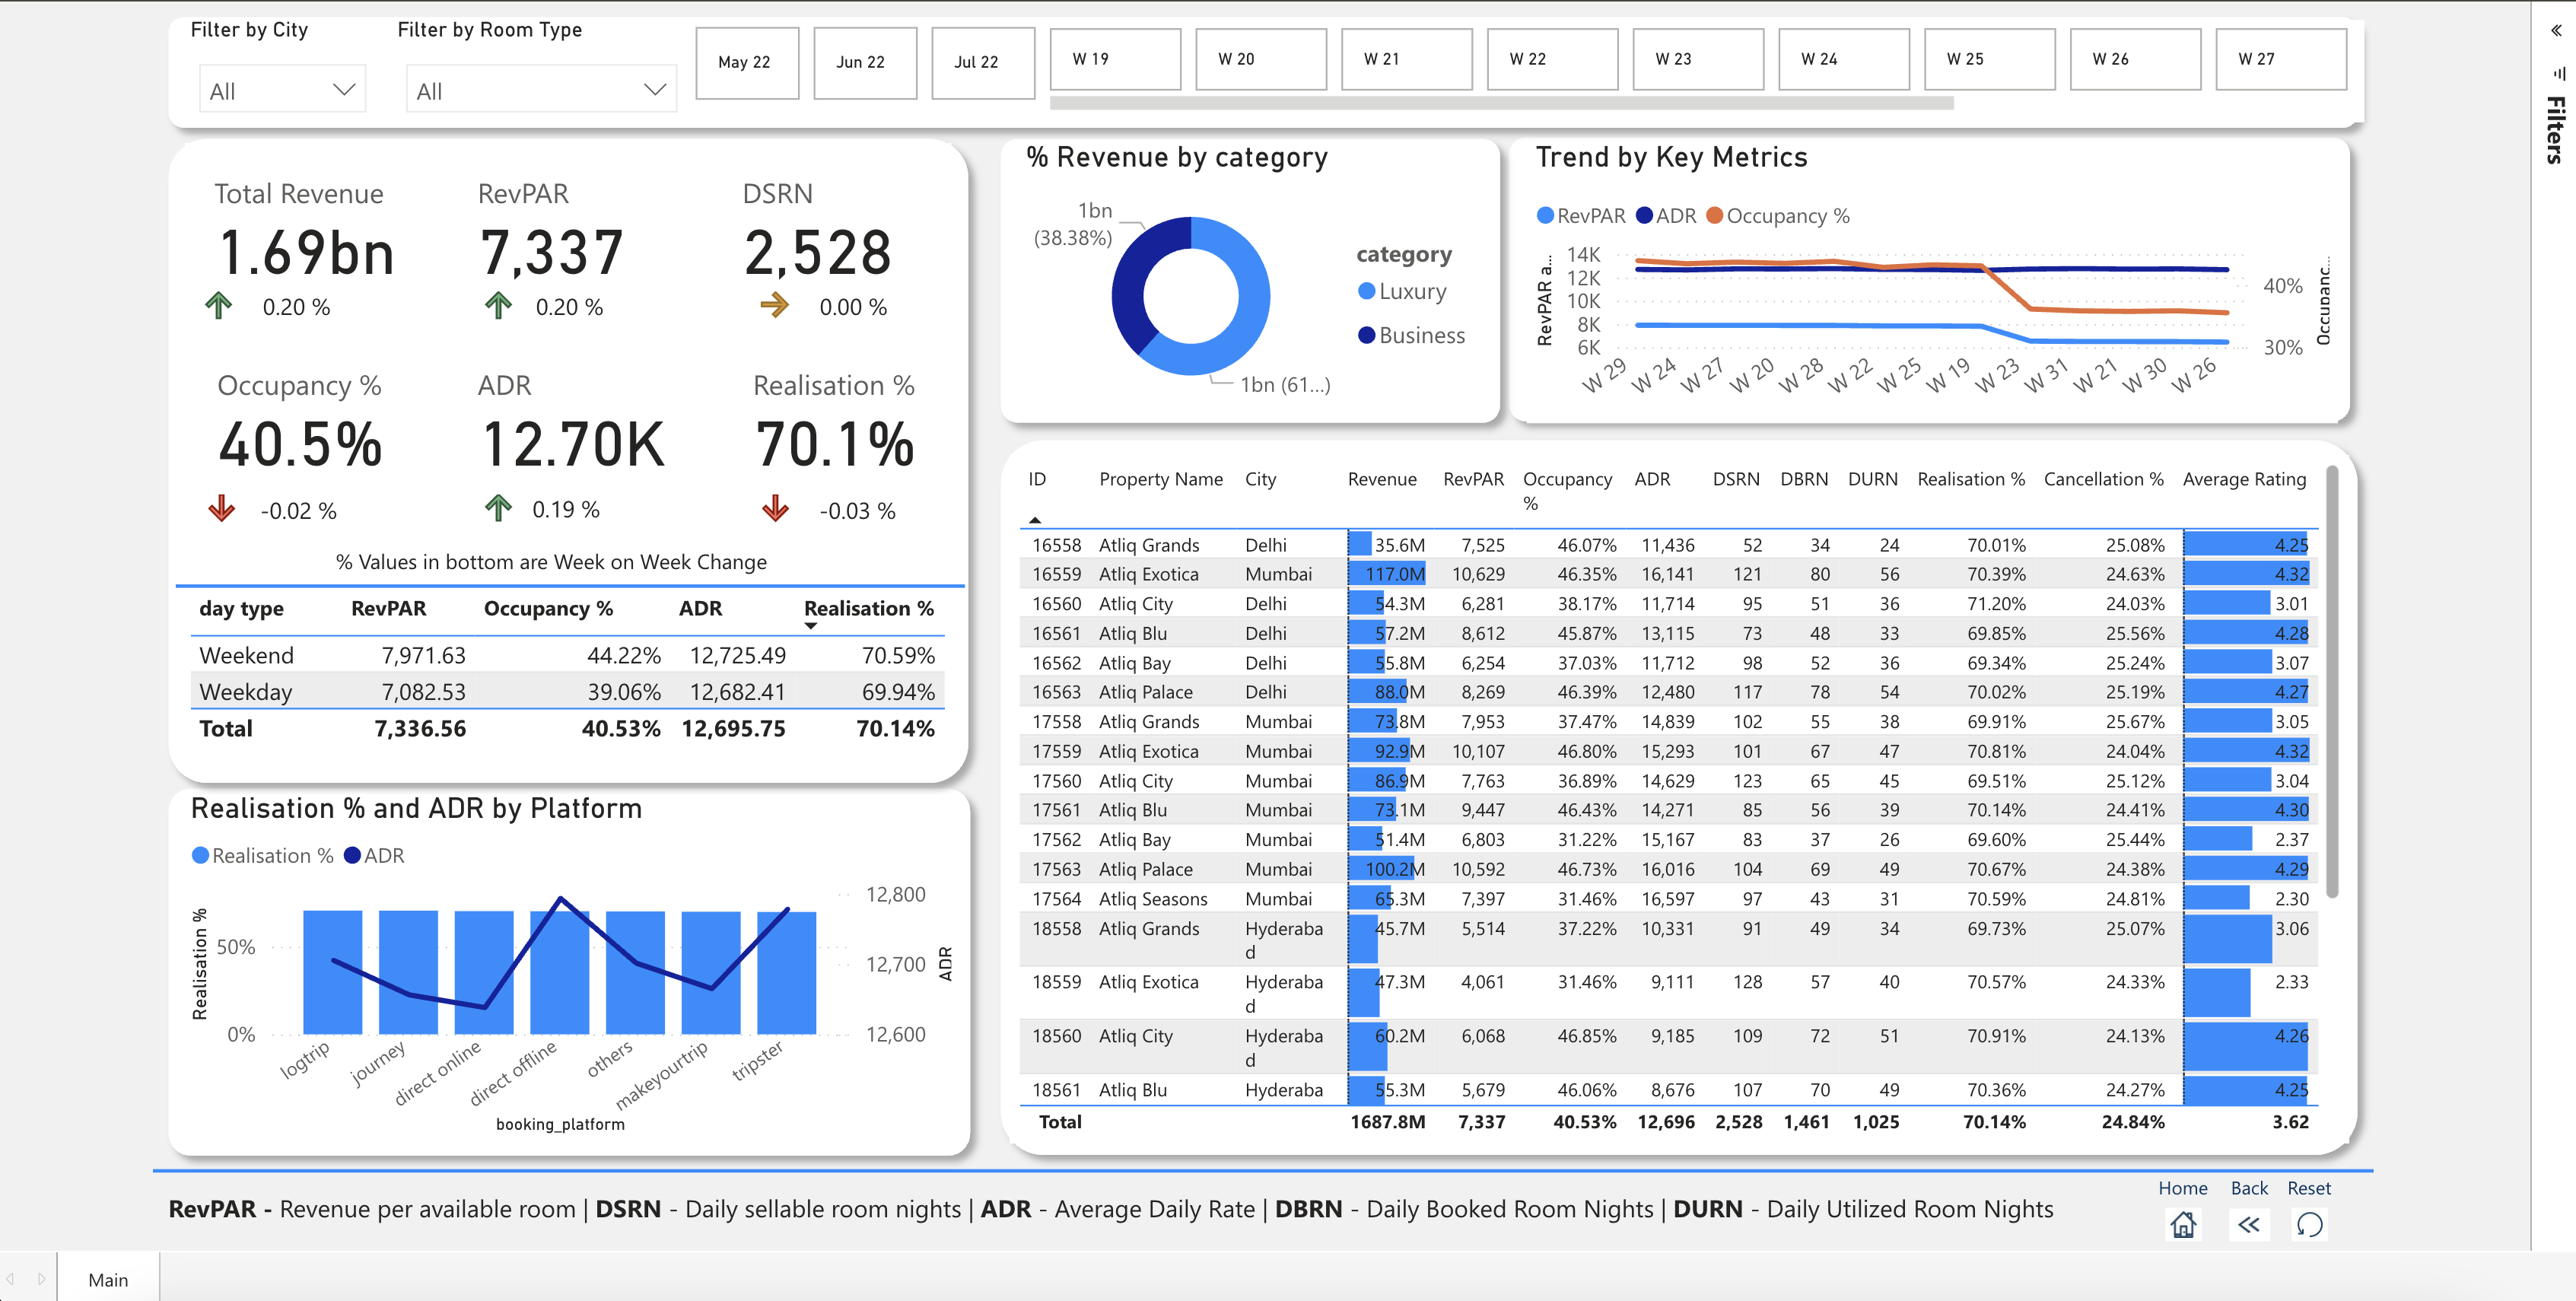 Filter by City
All
Filter by Room Type
All
May 22
Jun 22
Jul 22
W 19
W 20
W 21
W 22
W 23
W 24
W 25
W 26
W 27
Filters
Total Revenue
1.69bn
0.20 %
RevPAR
7,337
0.20 %
DSRN
2,528
0.00 %
Occupancy %
40.5%
-0.02 %
ADR
12.70K
0.19 %
Realisation %
70.1%
-0.03 %
% Values in bottom are Week on Week Change
day type RevPAR Occupancy % ADR Realisation %
Weekend 7,971.63 44.22% 12,725.49 70.59%
Weekday 7,082.53 39.06% 12,682.41 69.94%
Total 7,336.56 40.53% 12,695.75 70.14%
% Revenue by category
1bn
(38.38%)
1bn (61...)
category
Luxury
Business
Trend by Key Metrics
RevPAR ADR Occupancy %
RevPAR a...
14K
12K
10K
8K
6K
40%
30%
Occupanc...
W 29 W 24 W 27 W 20 W 28 W 22 W 25 W 19 W 23 W 31 W 21 W 30 W 26
Realisation % and ADR by Platform
Realisation % ADR
Realisation %
50%
0%
12,800
12,700
12,600
ADR
logtrip journey direct online direct offline others makeyourtrip tripster
booking_platform
ID Property Name City Revenue RevPAR Occupancy ADR DSRN DBRN DURN Realisation % Cancellation % Average Rating
%
16558 Atliq Grands Delhi 35.6M 7,525 46.07% 11,436 52 34 24 70.01% 25.08% 4.25
16559 Atliq Exotica Mumbai 117.0M 10,629 46.35% 16,141 121 80 56 70.39% 24.63% 4.32
16560 Atliq City Delhi 54.3M 6,281 38.17% 11,714 95 51 36 71.20% 24.03% 3.01
16561 Atliq Blu Delhi 57.2M 8,612 45.87% 13,115 73 48 33 69.85% 25.56% 4.28
16562 Atliq Bay Delhi 55.8M 6,254 37.03% 11,712 98 52 36 69.34% 25.24% 3.07
16563 Atliq Palace Delhi 88.0M 8,269 46.39% 12,480 117 78 54 70.02% 25.19% 4.27
17558 Atliq Grands Mumbai 73.8M 7,953 37.47% 14,839 102 55 38 69.91% 25.67% 3.05
17559 Atliq Exotica Mumbai 92.9M 10,107 46.80% 15,293 101 67 47 70.81% 24.04% 4.32
17560 Atliq City Mumbai 86.9M 7,763 36.89% 14,629 123 65 45 69.51% 25.12% 3.04
17561 Atliq Blu Mumbai 73.1M 9,447 46.43% 14,271 85 56 39 70.14% 24.41% 4.30
17562 Atliq Bay Mumbai 51.4M 6,803 31.22% 15,167 83 37 26 69.60% 25.44% 2.37
17563 Atliq Palace Mumbai 100.2M 10,592 46.73% 16,016 104 69 49 70.67% 24.38% 4.29
17564 Atliq Seasons Mumbai 65.3M 7,397 31.46% 16,597 97 43 31 70.59% 24.81% 2.30
18558 Atliq Grands Hyderaba 45.7M 5,514 37.22% 10,331 91 49 34 69.73% 25.07% 3.06
d
18559 Atliq Exotica Hyderaba 47.3M 4,061 31.46% 9,111 128 57 40 70.57% 24.33% 2.33
d
18560 Atliq City Hyderaba 60.2M 6,068 46.85% 9,185 109 72 51 70.91% 24.13% 4.26
d
18561 Atliq Blu Hyderaba 55.3M 5,679 46.06% 8,676 107 70 49 70.36% 24.27% 4.25
Total 1687.8M 7,337 40.53% 12,696 2,528 1,461 1,025 70.14% 24.84% 3.62
RevPAR - Revenue per available room | DSRN - Daily sellable room nights | ADR - Average Daily Rate | DBRN - Daily Booked Room Nights | DURN - Daily Utilized Room Nights
Home Back Reset
Main